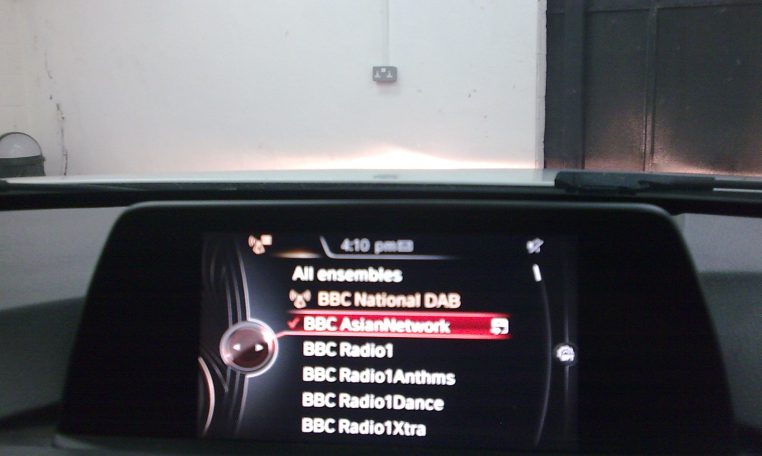 4:10 pm
All ensembles
BBC National DAB
BBC AsianNetwork
BBC Radio1
BBC Radio1Anthms
BBC Radio1Dance
BBC Radio1Xtra